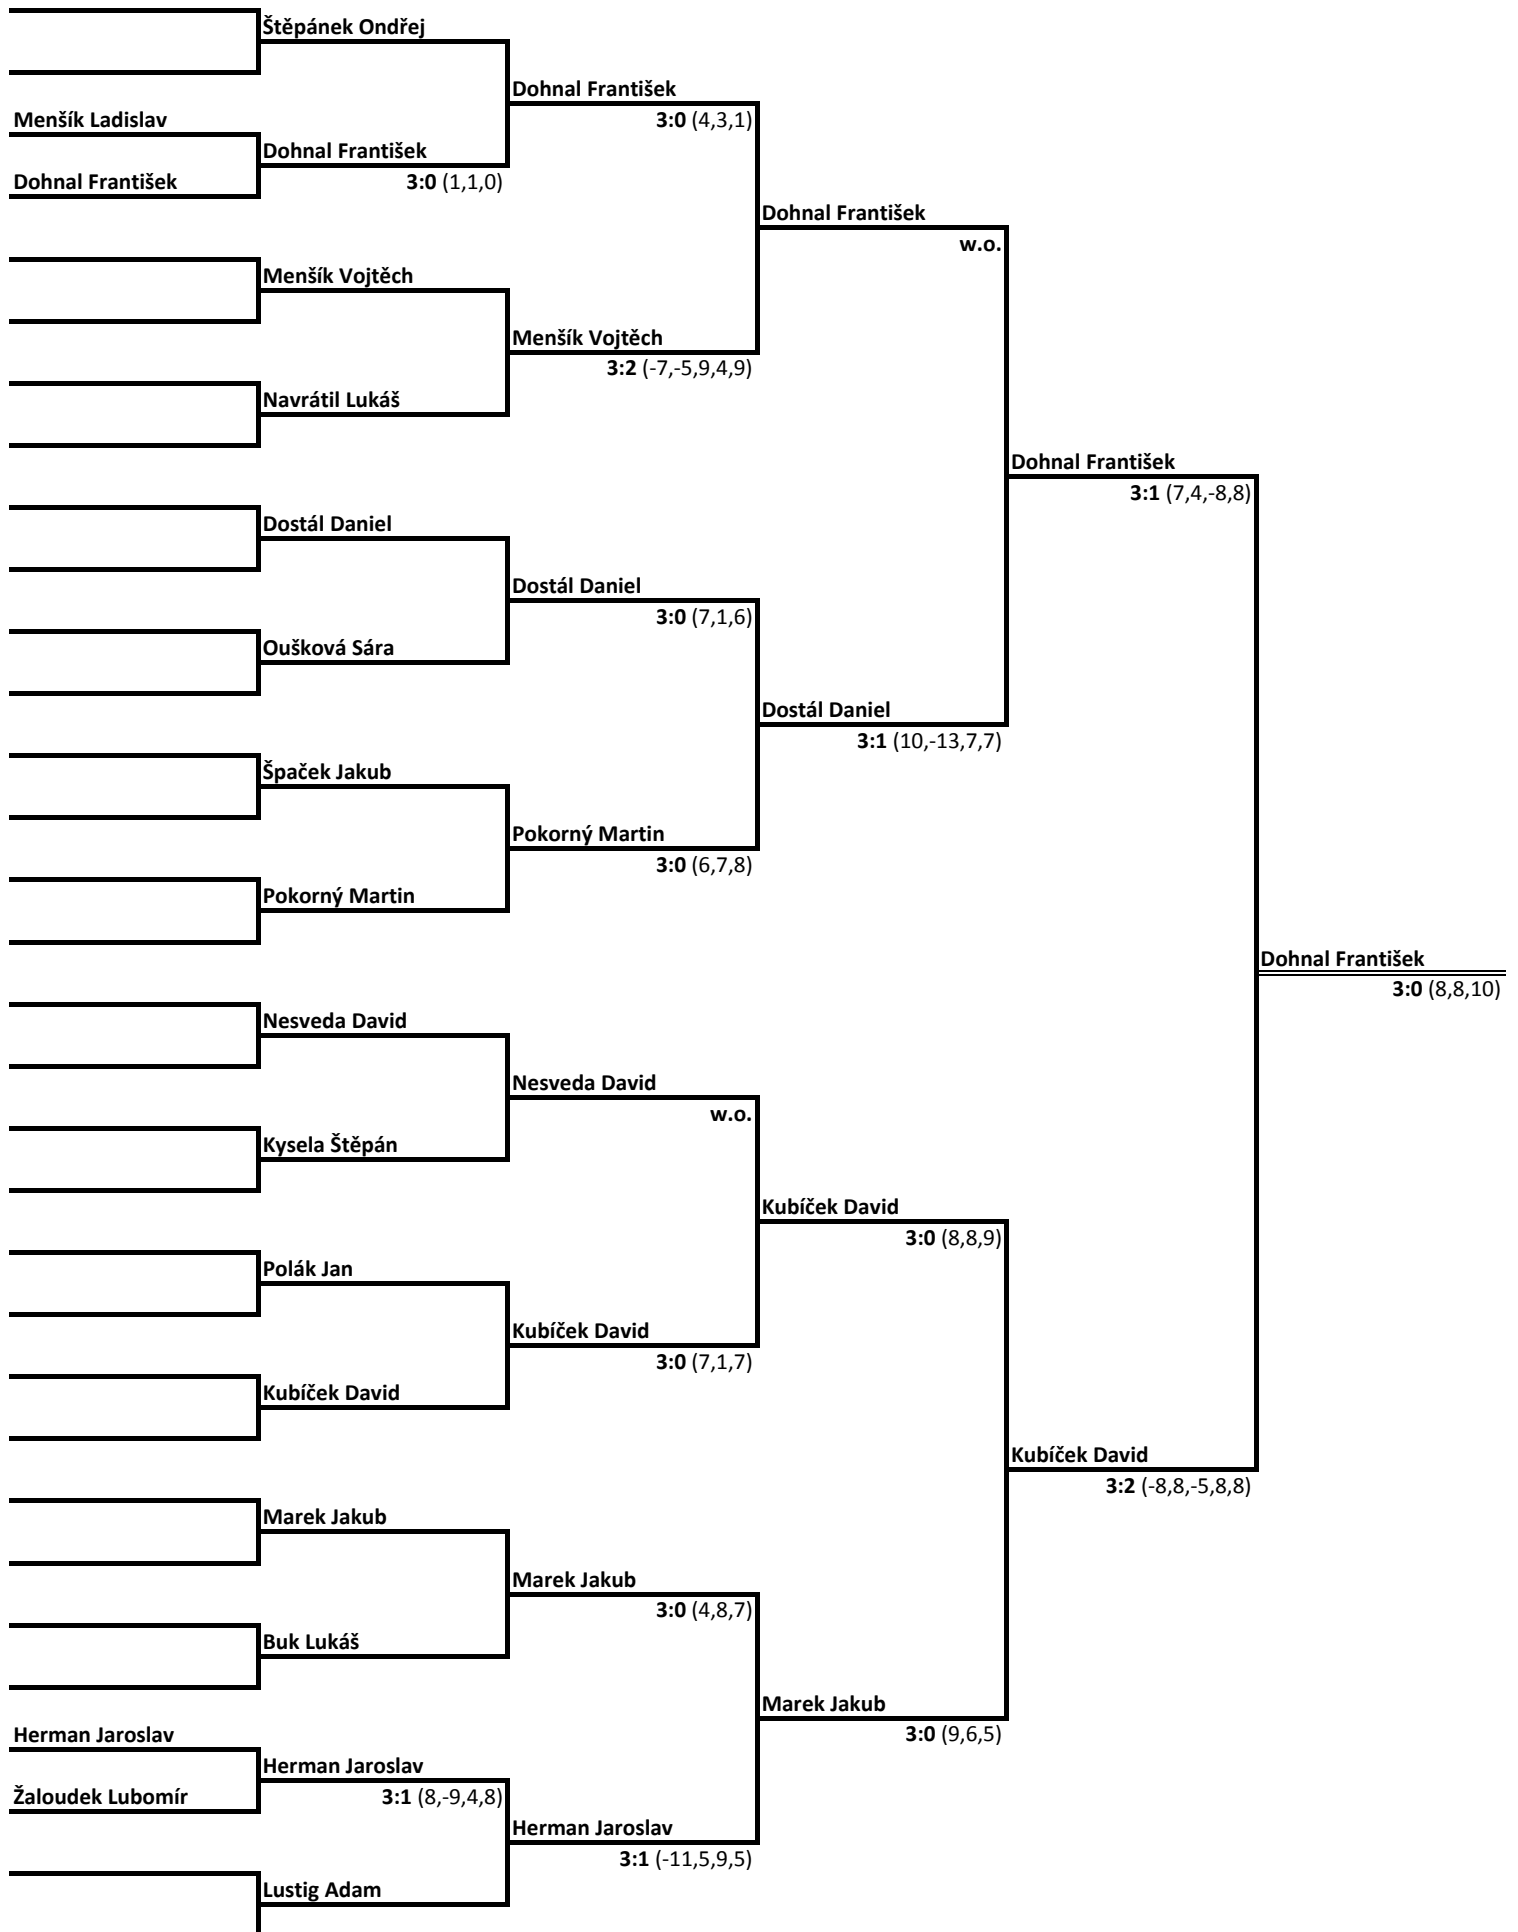 Štěpánek Ondřej
Dohnal František
Menšík Ladislav
3:0 (4,3,1)
Dohnal František
Dohnal František
3:0 (1,1,0)
Dohnal František
w.o.
Menšík Vojtěch
Menšík Vojtěch
3:2 (-7,-5,9,4,9)
Navrátil Lukáš
Dohnal František
3:1 (7,4,-8,8)
Dostál Daniel
Dostál Daniel
3:0 (7,1,6)
Oušková Sára
Dostál Daniel
3:1 (10,-13,7,7)
Špaček Jakub
Pokorný Martin
3:0 (6,7,8)
Pokorný Martin
Dohnal František
3:0 (8,8,10)
Nesveda David
Nesveda David
w.o.
Kysela Štěpán
Kubíček David
3:0 (8,8,9)
Polák Jan
Kubíček David
3:0 (7,1,7)
Kubíček David
Kubíček David
3:2 (-8,8,-5,8,8)
Marek Jakub
Marek Jakub
3:0 (4,8,7)
Buk Lukáš
Marek Jakub
3:0 (9,6,5)
Herman Jaroslav
Herman Jaroslav
Žaloudek Lubomír
3:1 (8,-9,4,8)
Herman Jaroslav
3:1 (-11,5,9,5)
Lustig Adam